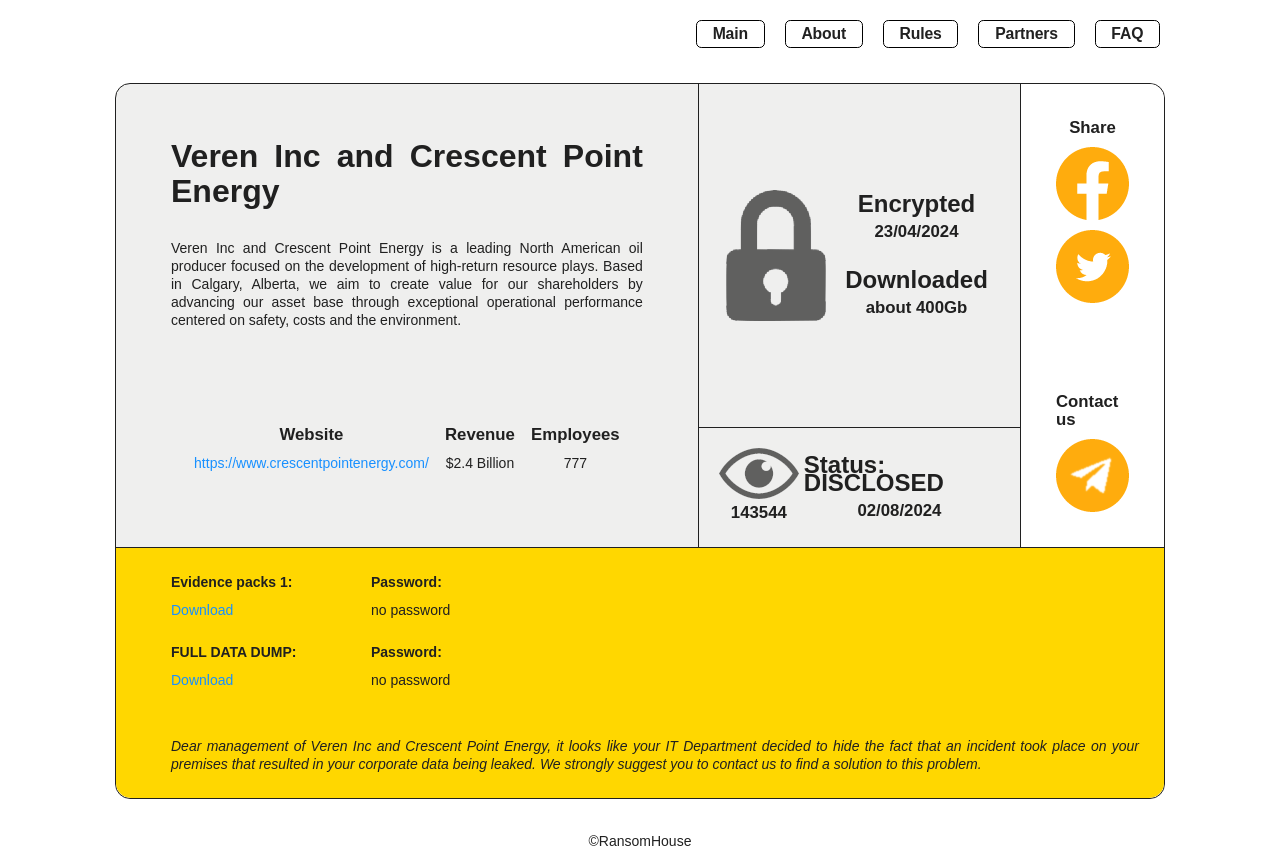 Main About Rules Partners FAQ
Veren Inc and Crescent Point
Energy
Veren Inc and Crescent Point Energy is a leading North American oil
producer focused on the development of high-return resource plays. Based
in Calgary, Alberta, we aim to create value for our shareholders by
advancing our asset base through exceptional operational performance
centered on safety, costs and the environment.
Website Revenue Employees
https://www.crescentpointenergy.com/ $2.4 Billion 777
Encrypted
23/04/2024
Downloaded
about 400Gb
Status:
DISCLOSED
143544 02/08/2024
Share
Contact
us
Evidence packs 1: Password:
Download no password
FULL DATA DUMP: Password:
Download no password
Dear management of Veren Inc and Crescent Point Energy, it looks like your IT Department decided to hide the fact that an incident took place on your
premises that resulted in your corporate data being leaked. We strongly suggest you to contact us to find a solution to this problem.
©RansomHouse